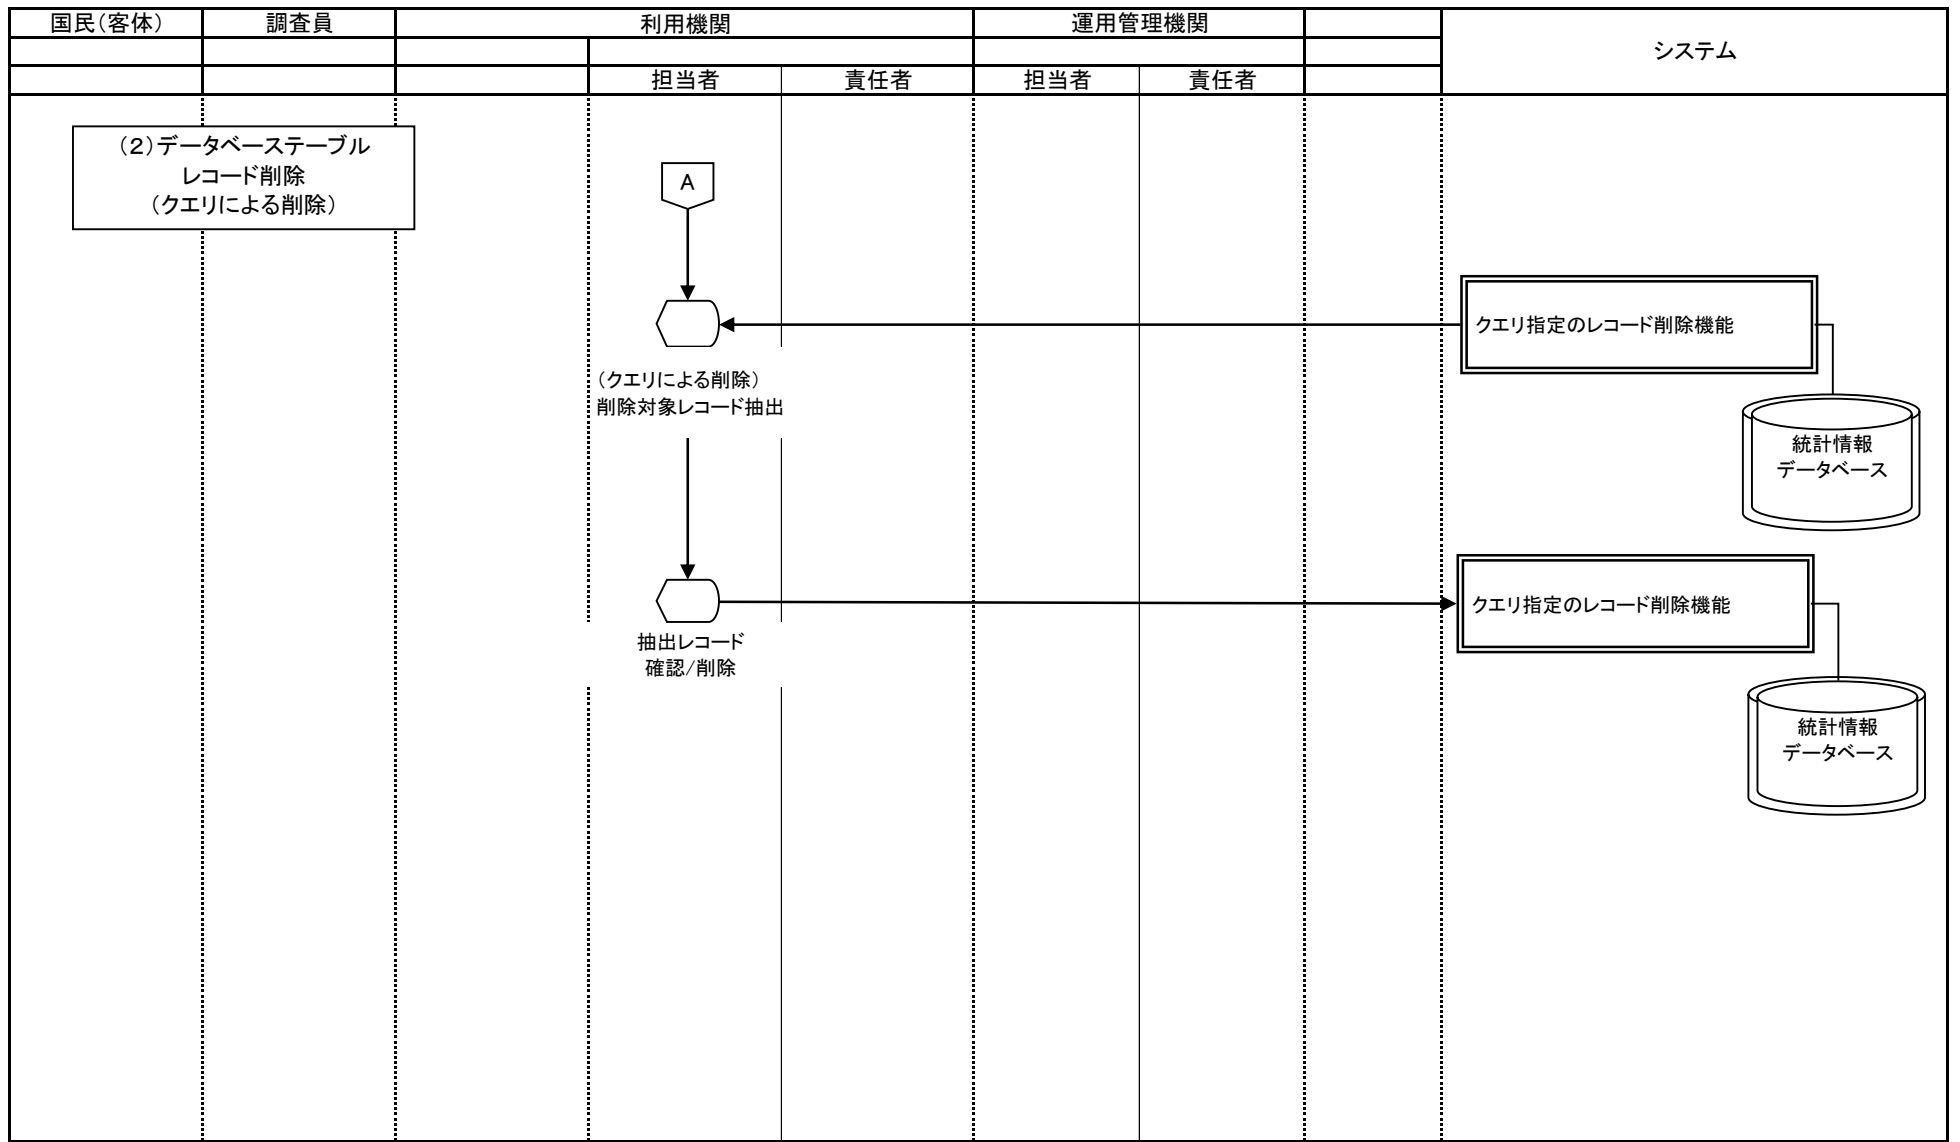 国民（客体）
調査員
利用機関
運用管理機関
システム
担当者
責任者
担当者
責任者
（２）データベーステーブル
レコード削除
（クエリによる削除）
A
クエリ指定のレコード削除機能
（クエリによる削除）
削除対象レコード抽出
統計情報
データベース
クエリ指定のレコード削除機能
抽出レコード
確認/削除
統計情報
データベース